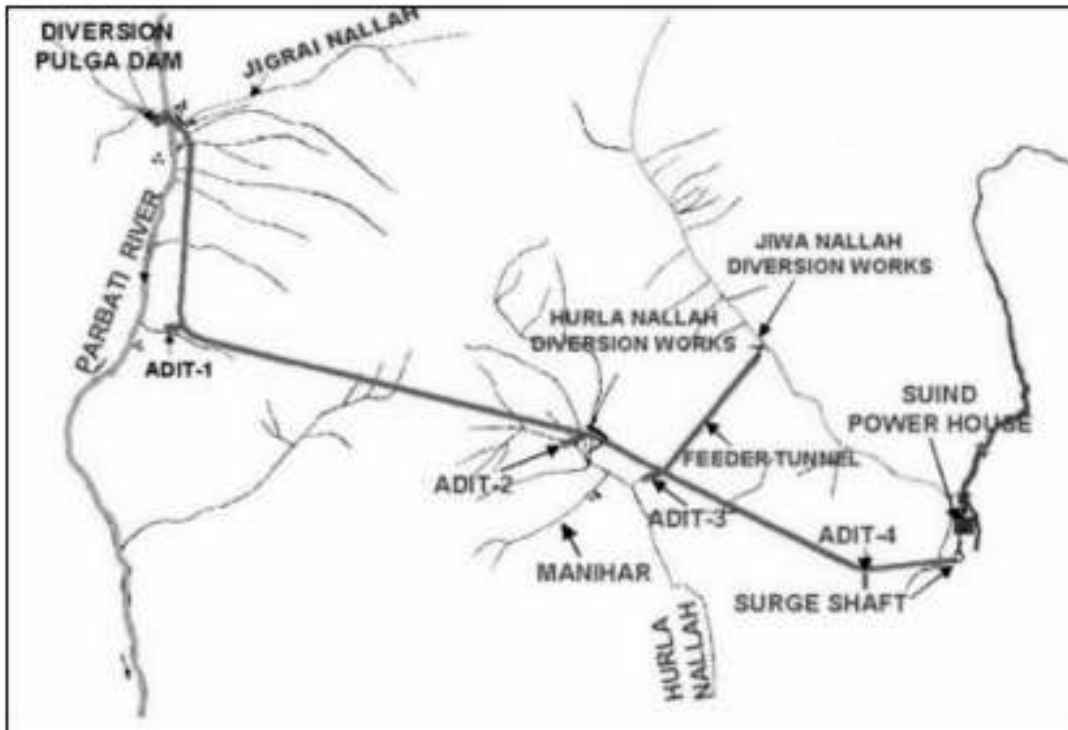 DIVERSION
PULGA DAM
JIGRAI NALLAH
PARBATI RIVER
ADIT-1
JIWA NALLAH
DIVERSION WORKS
HURLA NALLAH
DIVERSION WORKS
SUIND
POWER HOUSE
FEEDER TUNNEL
ADIT-2
ADIT-3
ADIT-4
MANIHAR
SURGE SHAFT
HURLA
NALLAH